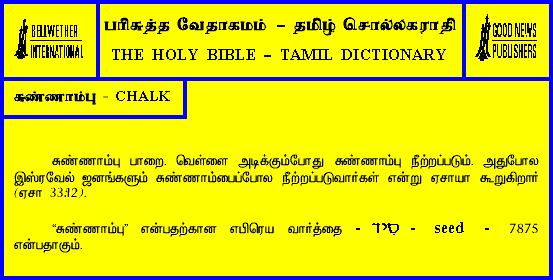 BELLWETHER
INTERNATIONAL
பரிசுத்த வேதாகமம் – தமிழ் சொல்லகராதி
THE HOLY BIBLE – TAMIL DICTIONARY
GOOD NEWS
PUBLISHERS
சுண்ணாம்பு - CHALK
சுண்ணாம்பு பாறை. வெள்ளை அடிக்கும்போது சுண்ணாம்பு நீற்றப்படும். அதுபோல
இஸ்ரவேல் ஜனங்களும் சுண்ணாம்பைப்போல நீற்றப்படுவார்கள் என்று ஏசாயா கூறுகிறார்
(ஏசா 33:12).
“சுண்ணாம்பு” என்பதற்கான எபிரெய வார்த்தை - שִׂיד - seed - 7875
என்பதாகும்.